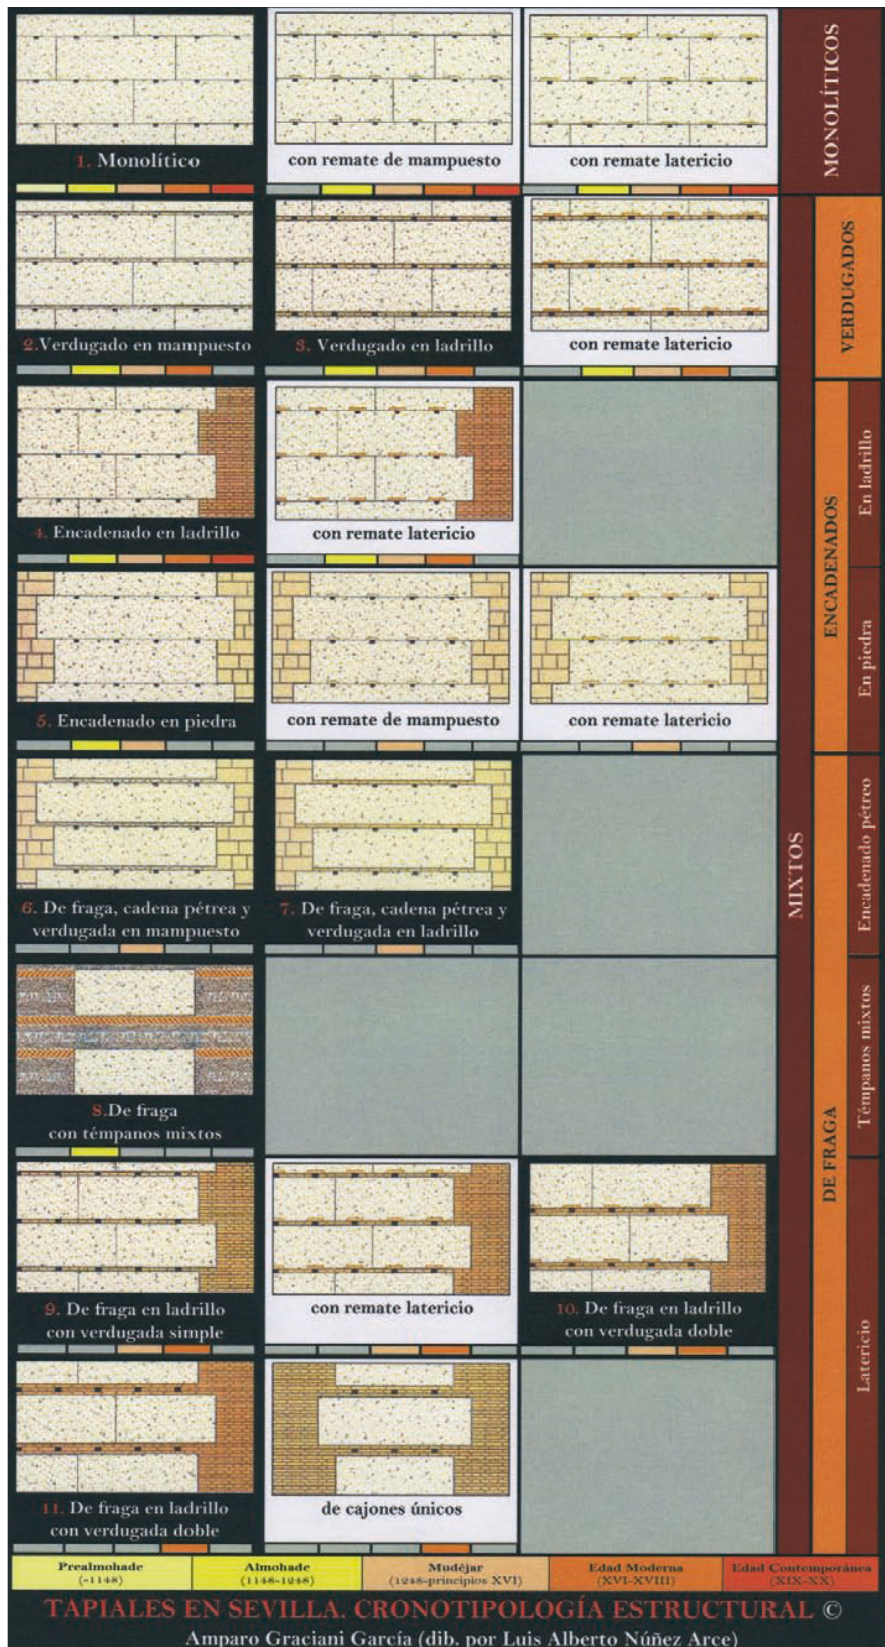 1. Monolítico
con remate de mampuesto
con remate latericio
MONOLÍTICOS
2.Verdugado en mampuesto
3. Verdugado en ladrillo
con remate latericio
VERDUGADOS
4. Encadenado en ladrillo
con remate latericio
En ladrillo
5. Encadenado en piedra
con remate de mampuesto
con remate latericio
En piedra
ENCADENADOS
6. De fraga, cadena pétrea y
verdugada en mampuesto
7. De fraga, cadena pétrea y
verdugada en ladrillo
Encadenado pétreo
MIXTOS
8.De fraga
con témpanos mixtos
Témpanos mixtos
DE FRAGA
9. De fraga en ladrillo
con verdugada simple
con remate latericio
10. De fraga en ladrillo
con verdugada doble
Latericio
11. De fraga en ladrillo
con verdugada doble
de cajones únicos
Prealmohade
(-1148)
Almohade
(1148-1248)
Mudéjar
(1248-principios XVI)
Edad Moderna
(XVI-XVIII)
Edad Contemporánea
(XIX-XX)
TAPIALES EN SEVILLA. CRONOTIPOLOGÍA ESTRUCTURAL ©
Amparo Graciani García (dib. por Luis Alberto Núñez Arce)